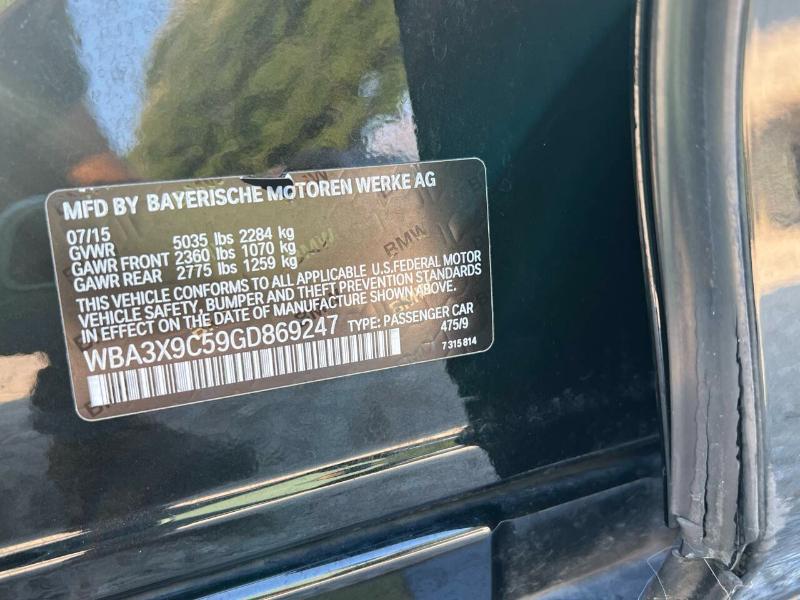 MFD BY BAYERISCHE MOTOREN WERKE AG
07/15
GVWR 5035 lbs 2284 kg
GAWR FRONT 2360 lbs 1070 kg
GAWR REAR 2775 lbs 1259 kg
THIS VEHICLE CONFORMS TO ALL APPLICABLE U.S.FEDERAL MOTOR
VEHICLE SAFETY, BUMPER AND THEFT PREVENTION STANDARDS
IN EFFECT ON THE DATE OF MANUFACTURE SHOWN ABOVE.
WBA3X9C59GD869247 TYPE: PASSENGER CAR
475/9
7 315 814
BMW
BMW
BMW